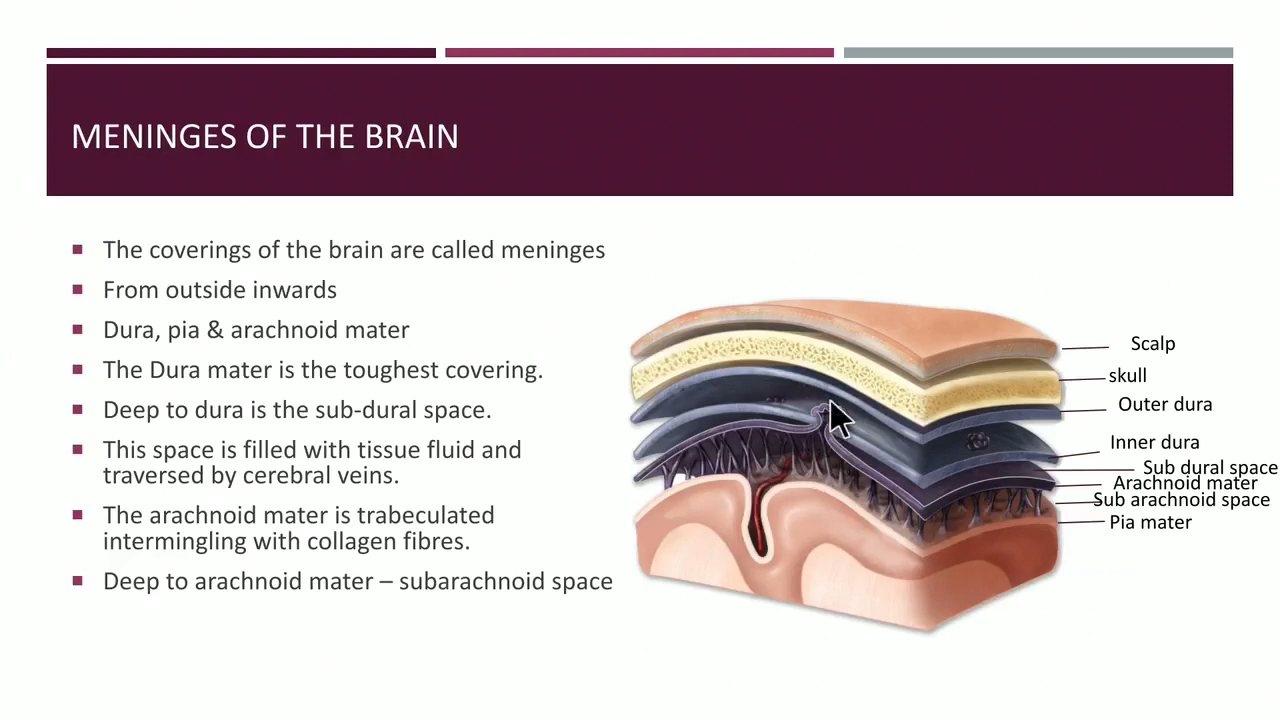 MENINGES OF THE BRAIN
The coverings of the brain are called meninges
From outside inwards
Dura, pia & arachnoid mater
The Dura mater is the toughest covering.
Deep to dura is the sub-dural space.
This space is filled with tissue fluid and
traversed by cerebral veins.
The arachnoid mater is trabeculated
intermingling with collagen fibres.
Deep to arachnoid mater – subarachnoid space
Scalp
skull
Outer dura
Inner dura
Sub dural space
Arachnoid mater
Sub arachnoid space
Pia mater